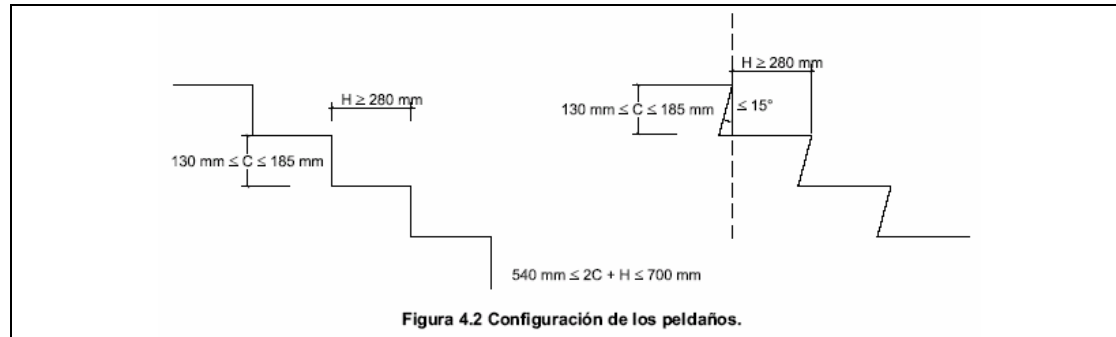 H ≥ 280 mm
130 mm ≤ C ≤ 185 mm
540 mm ≤ 2C + H ≤ 700 mm
H ≥ 280 mm
130 mm ≤ C ≤ 185 mm
≤ 15°
Figura 4.2 Configuración de los peldaños.